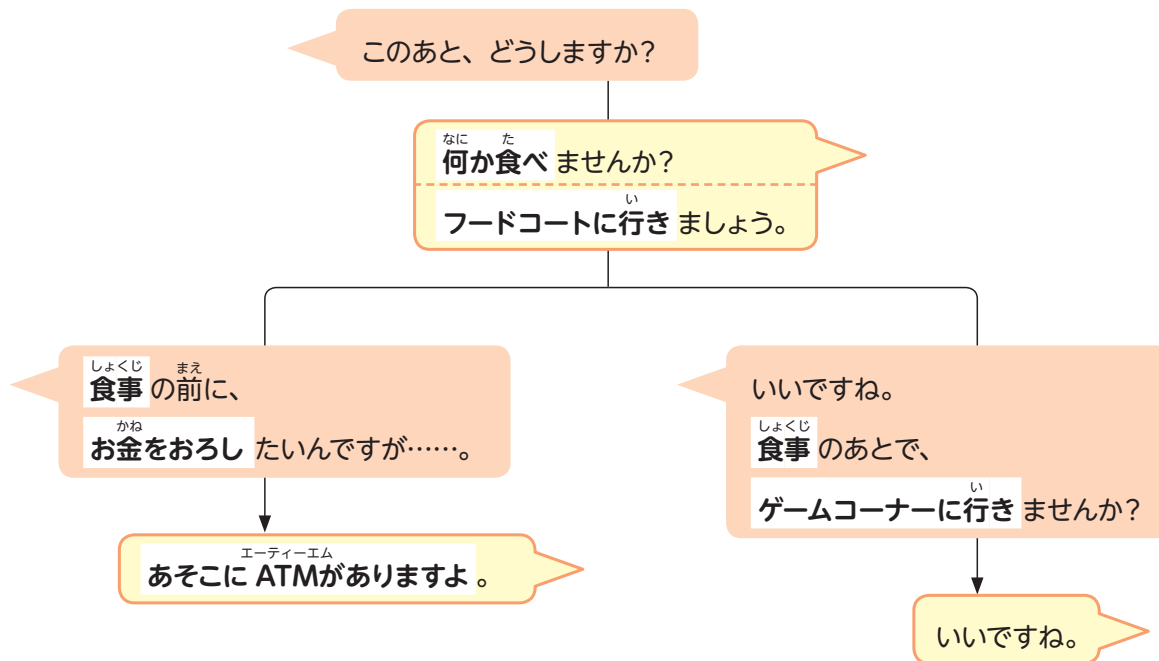 このあと、どうしますか？
なに た
何か食べませんか？
い
フードコートに行きましょう。
しょくじ まえ
食事の前に、
かね
お金をおろしたいんですが……。
エーティーエム
あそこに ATMがありますよ。
いいですね。
しょくじ
食事のあとで、
い
ゲームコーナーに行きませんか？
いいですね。